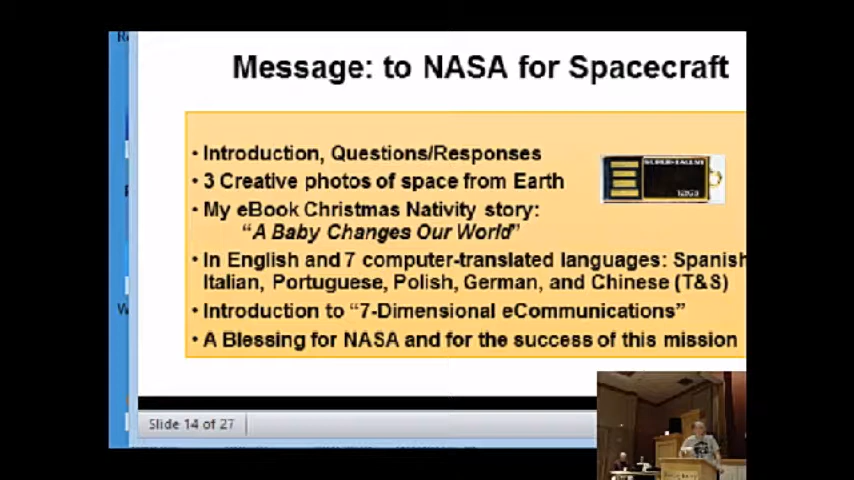 Message: to NASA for Spacecraft
• Introduction, Questions/Responses
• 3 Creative photos of space from Earth
• My eBook Christmas Nativity story:
"A Baby Changes Our World"
• In English and 7 computer-translated languages: Spanish
Italian, Portuguese, Polish, German, and Chinese (T&S)
• Introduction to "7-Dimensional eCommunications"
• A Blessing for NASA and for the success of this mission
Slide 14 of 27